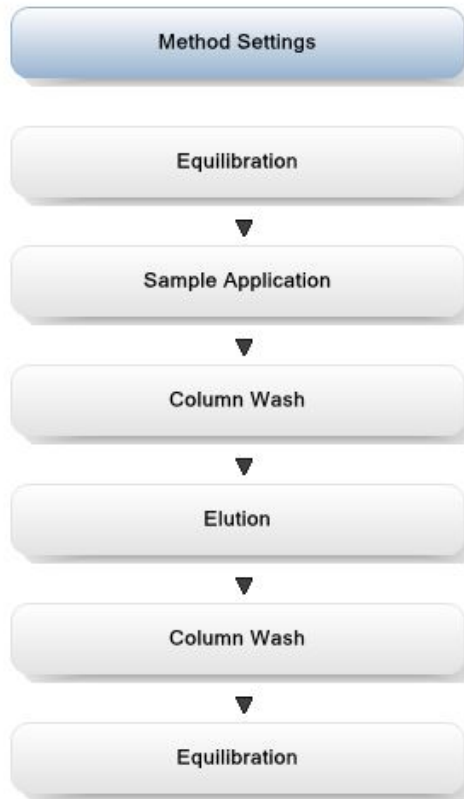 Method Settings
Equilibration
Sample Application
Column Wash
Elution
Column Wash
Equilibration